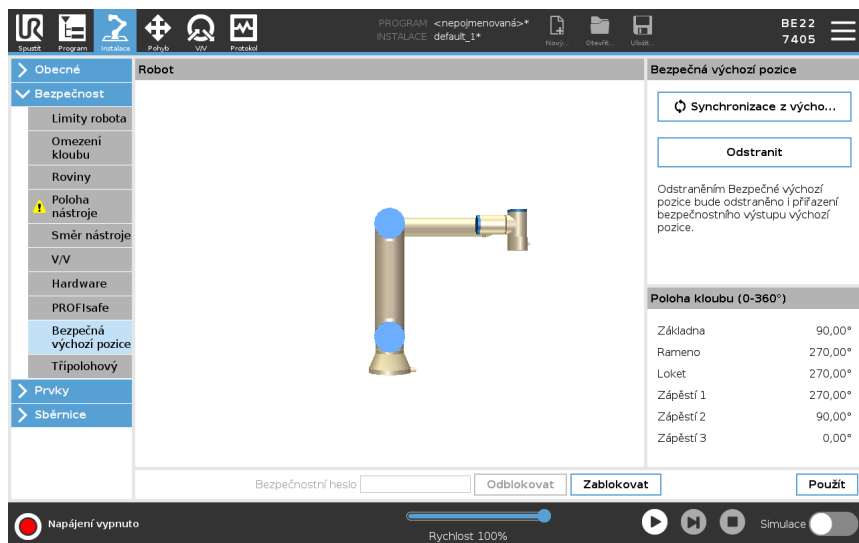 PROGRAM <nepojmenovaná>*
INSTALACE default_1*
BE22
7405
Spustit Program Instalace Pohyb V/V Protokol Nový... Otevřít... Uložit...
Obecné
Bezpečnost
Limity robota
Omezení
kloubu
Roviny
Poloha
nástroje
Směr nástroje
V/V
Hardware
PROFIsafe
Bezpečná
výchozí pozice
Třípolohový
Prvky
Sběrnice
Robot
Bezpečná výchozí pozice
Synchronizace z výcho...
Odstranit
Odstraněním Bezpečné výchozí
pozice bude odstraněno i přiřazení
bezpečnostního výstupu výchozí
pozice.
Poloha kloubu (0-360°)
Základna 90,00°
Rameno 270,00°
Loket 270,00°
Zápěstí 1 270,00°
Zápěstí 2 90,00°
Zápěstí 3 0,00°
Bezpečnostní heslo Odblokovat Zablokovat Použít
Napájení vypnuto
Rychlost 100%
Simulace